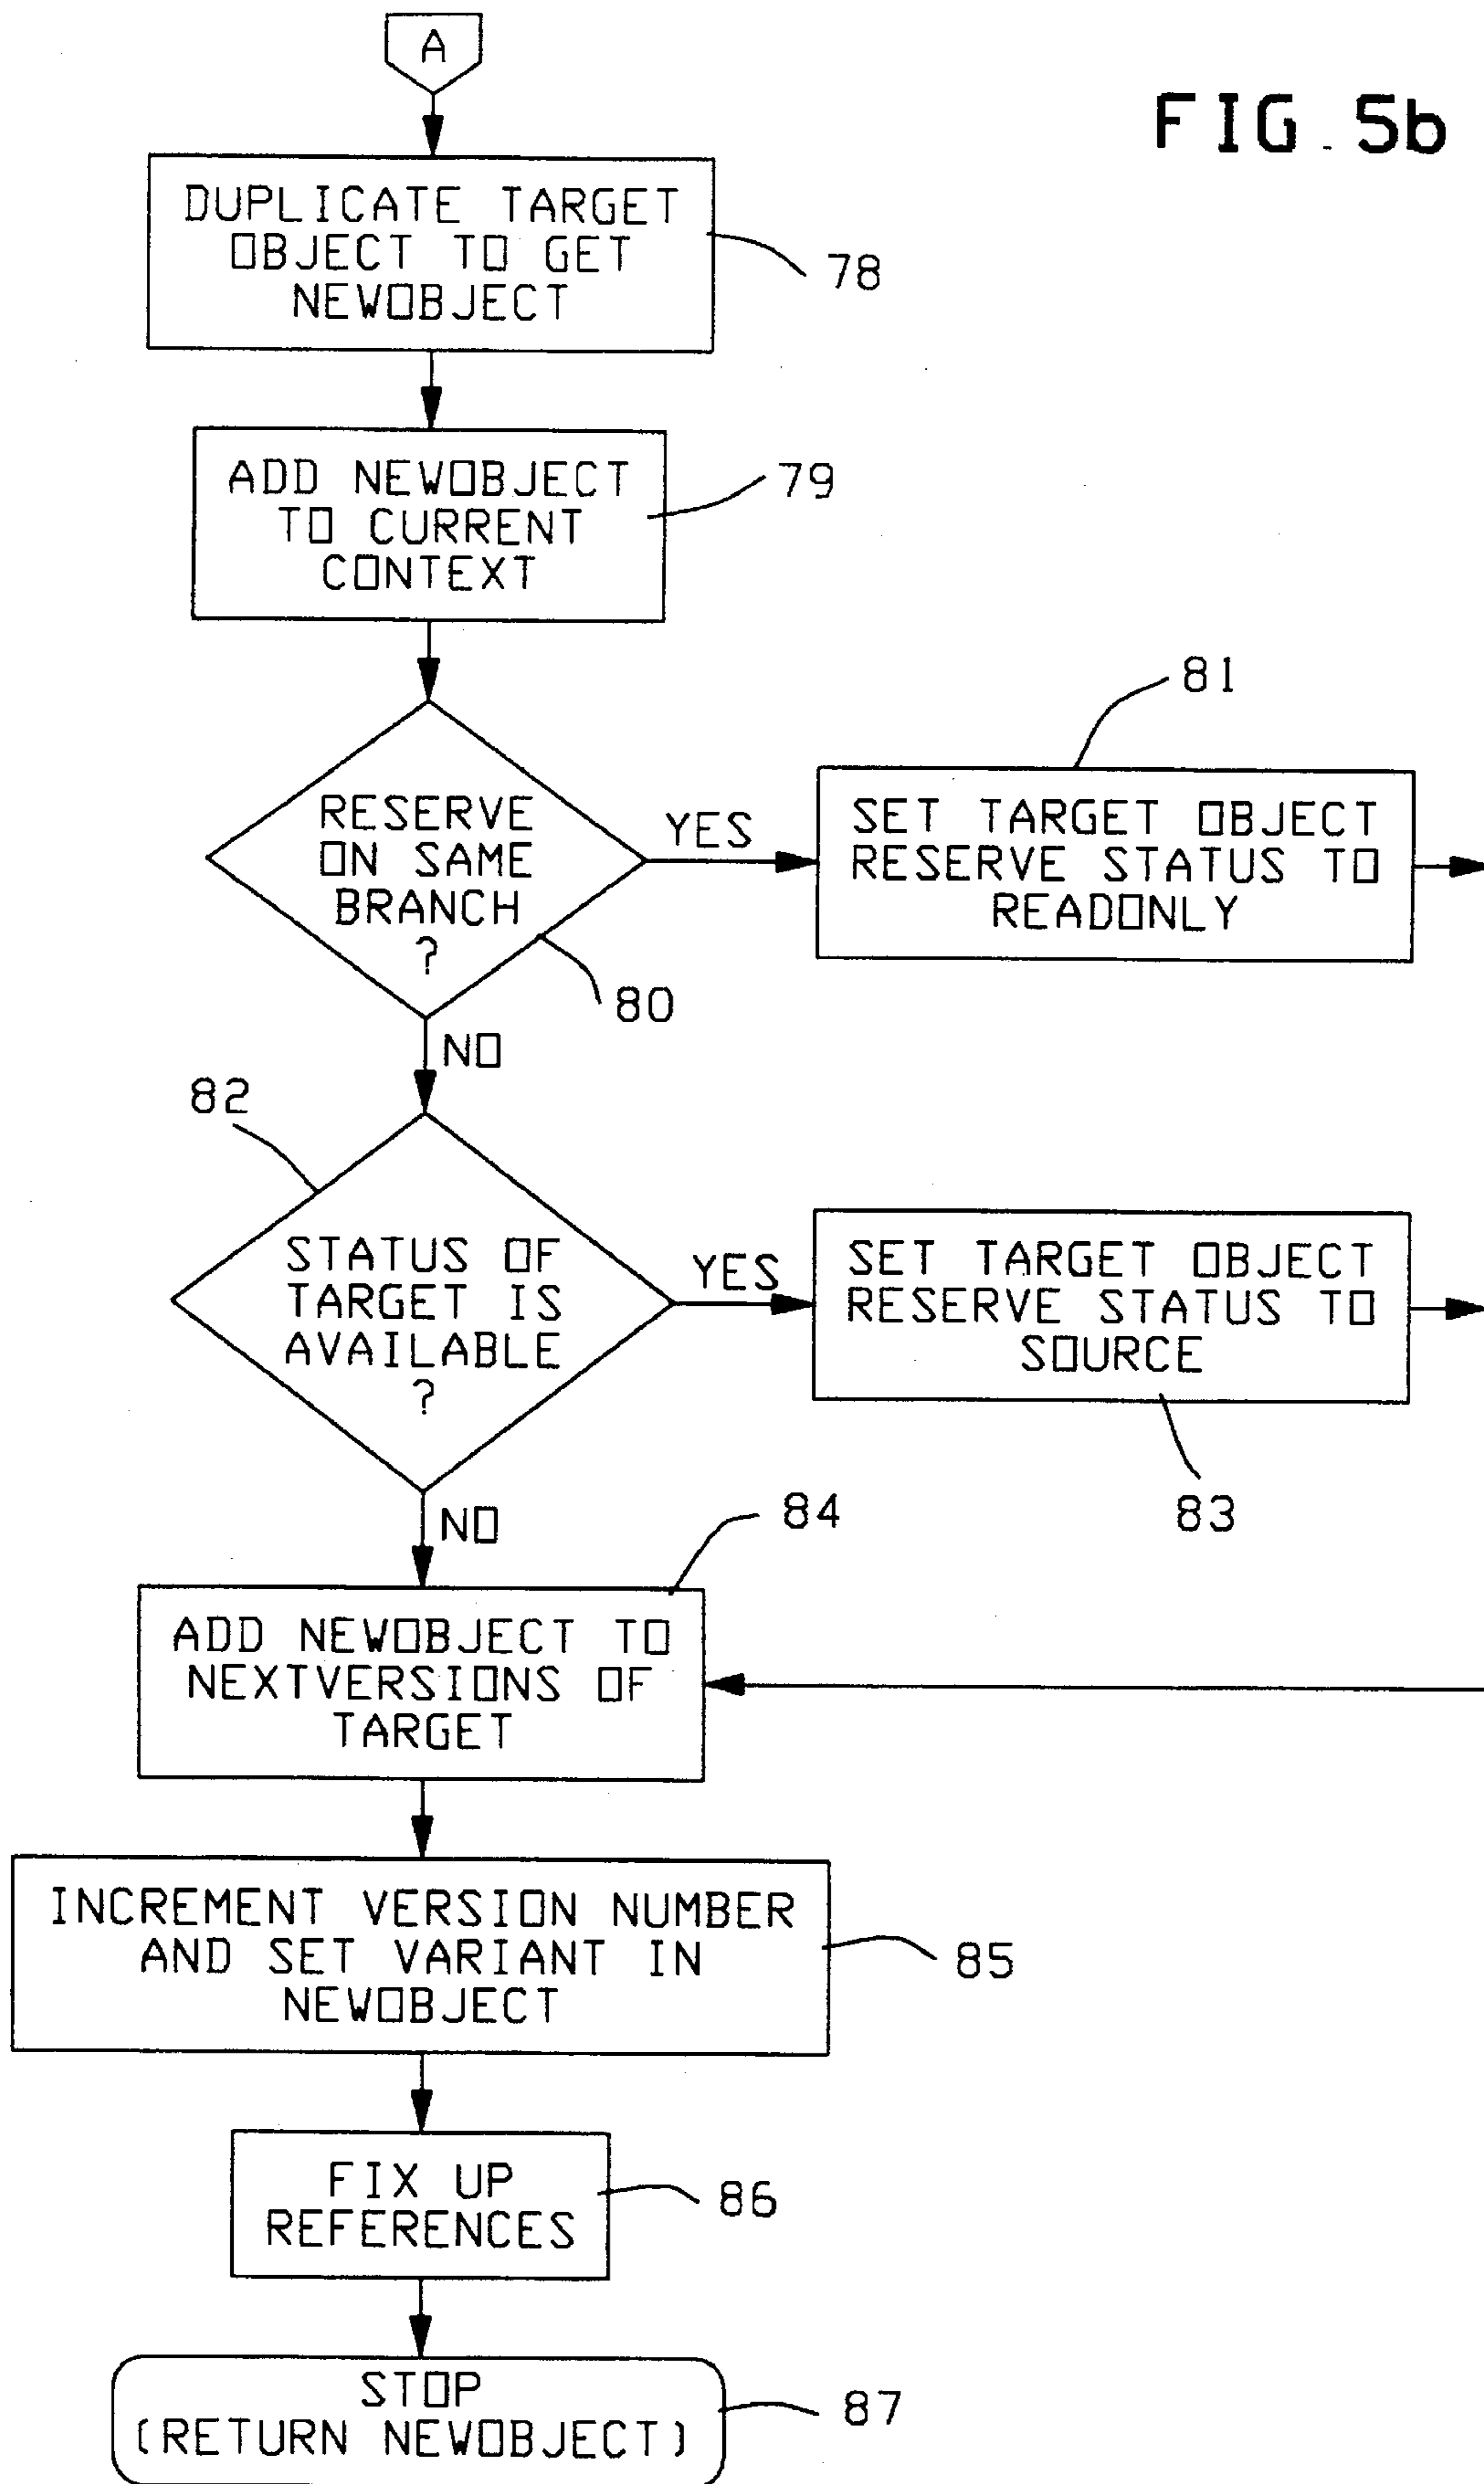 A
FIG. 5b
DUPLICATE TARGET
OBJECT TO GET
NEWOBJECT
78
ADD NEWOBJECT
TO CURRENT
CONTEXT
79
RESERVE
ON SAME
BRANCH
?
80
YES
81
SET TARGET OBJECT
RESERVE STATUS TO
READONLY
NO
82
STATUS OF
TARGET IS
AVAILABLE
?
YES
SET TARGET OBJECT
RESERVE STATUS TO
SOURCE
83
NO
84
ADD NEWOBJECT TO
NEXTVERSIONS OF
TARGET
INCREMENT VERSION NUMBER
AND SET VARIANT IN
NEWOBJECT
85
FIX UP
REFERENCES
86
STOP
(RETURN NEWOBJECT)
87